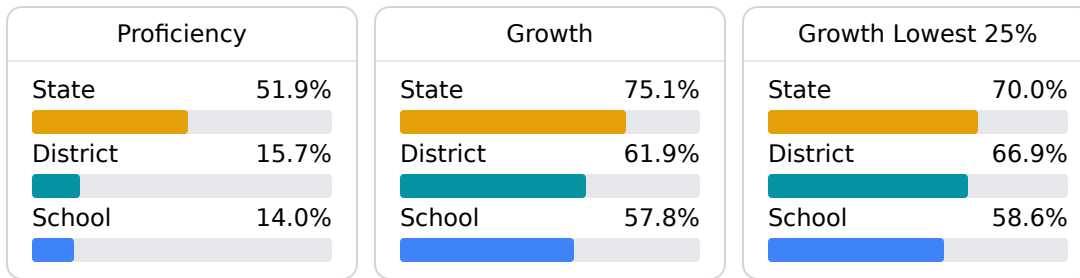 Proficiency
State 51.9%
District 15.7%
School 14.0%
Growth
State 75.1%
District 61.9%
School 57.8%
Growth Lowest 25%
State 70.0%
District 66.9%
School 58.6%